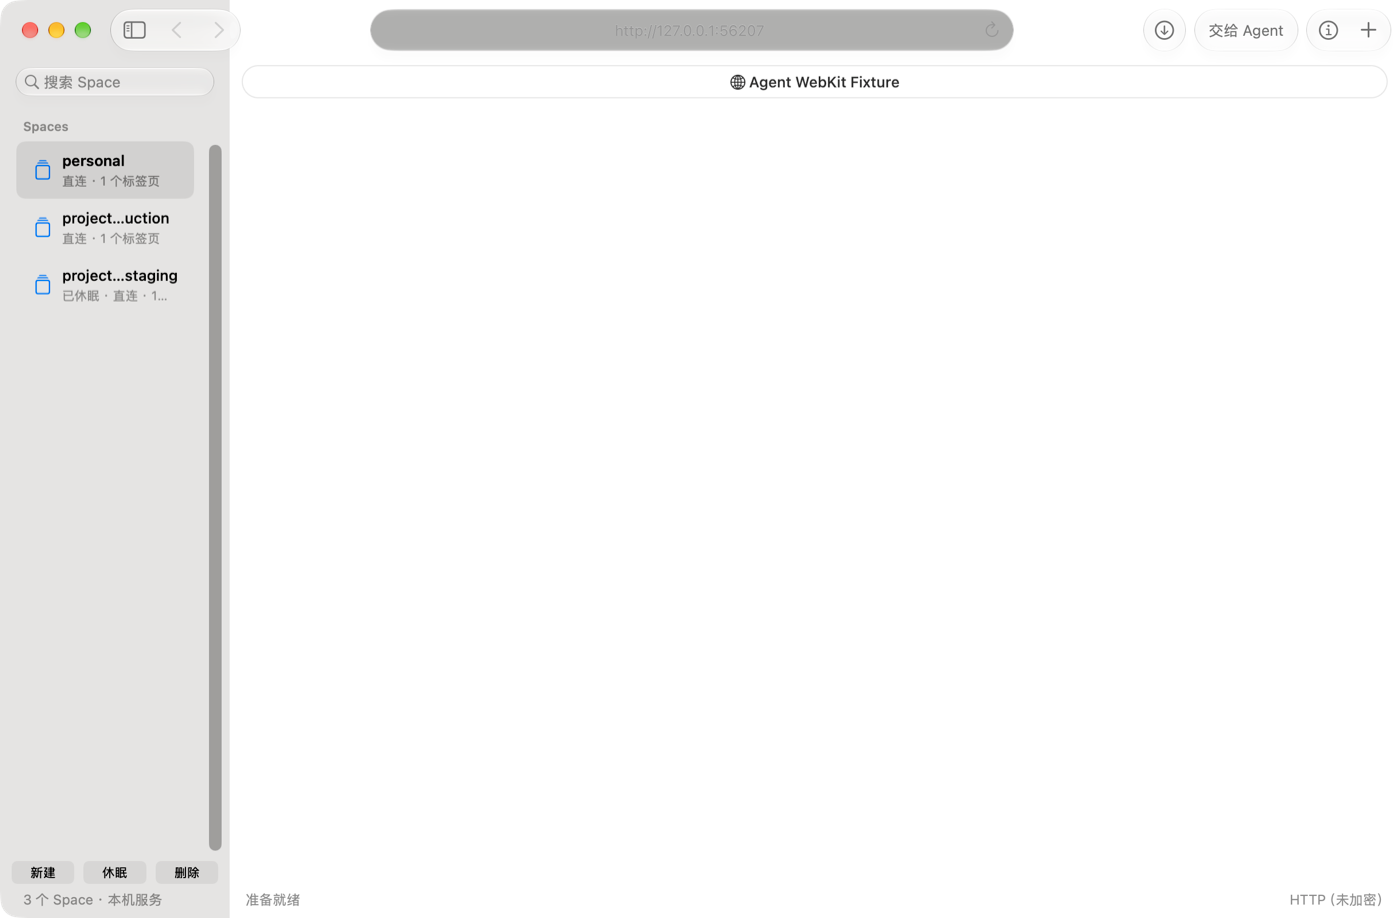 http://127.0.0.1:56207
交给 Agent
搜索 Space
Agent WebKit Fixture
Spaces
personal
直连 · 1 个标签页
project...uction
直连 · 1 个标签页
project...staging
已休眠 · 直连 · 1...
新建
休眠
删除
3 个 Space · 本机服务
准备就绪
HTTP (未加密)